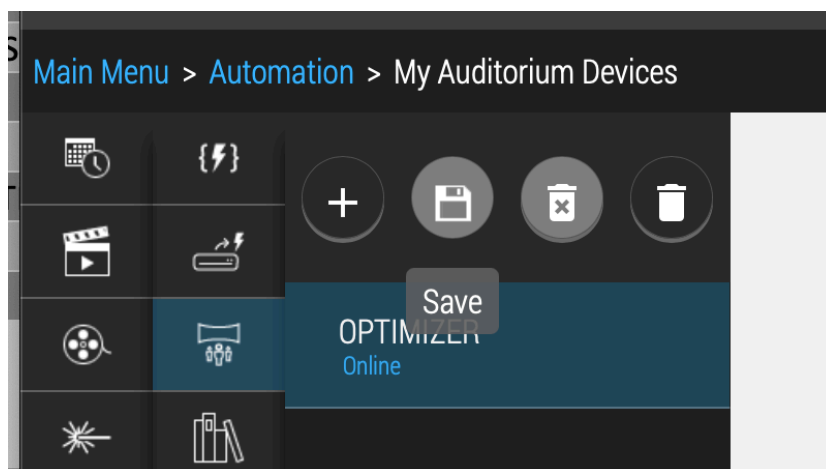 S
Main Menu > Automation > My Auditorium Devices
{ }
T
Save
OPTIMIZER
Online